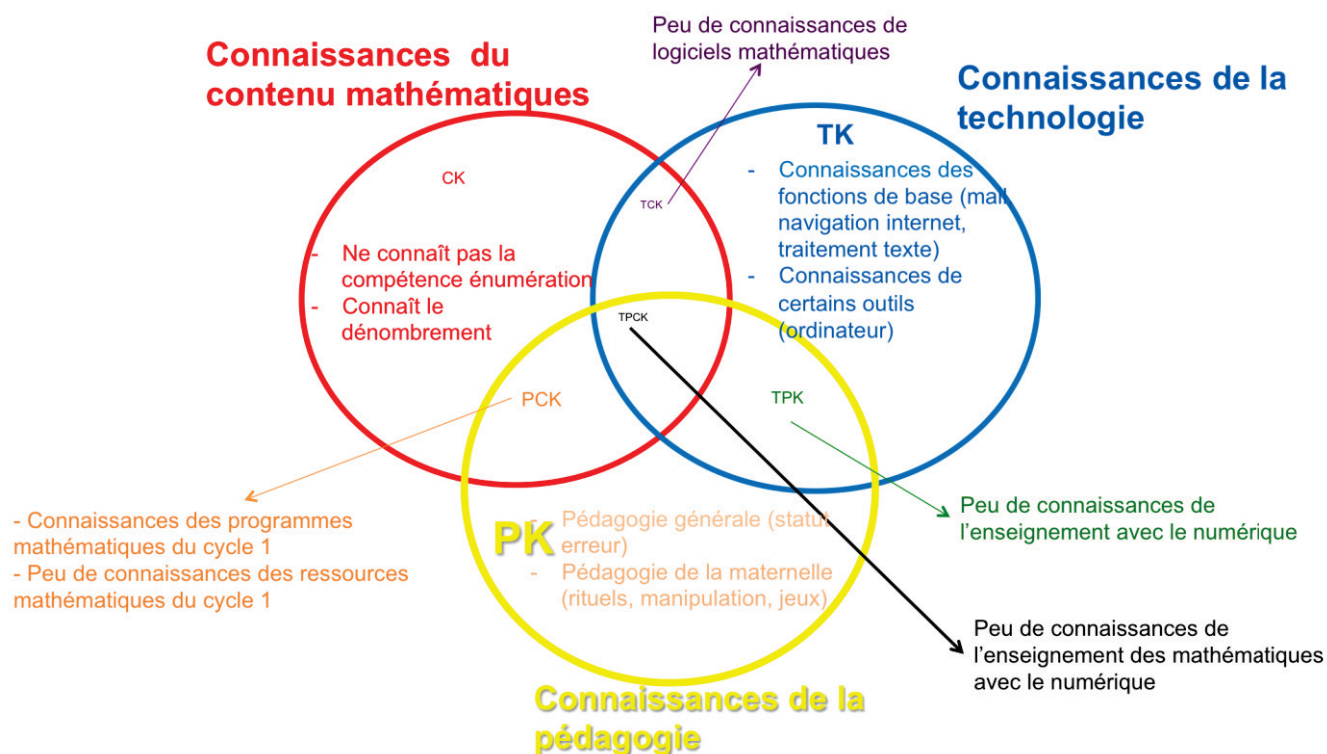 Peu de connaissances de
logiciels mathématiques
Connaissances du
contenu mathématiques
Connaissances de la
technologie
CK
- Ne connaît pas la
compétence énumération
- Connaît le
dénombrement
TCK
TK
- Connaissances des
fonctions de base (mail
navigation internet,
traitement texte)
- Connaissances de
certains outils
(ordinateur)
TPCK
PCK
TPK
- Connaissances des programmes
mathématiques du cycle 1
- Peu de connaissances des ressources
mathématiques du cycle 1
PK
- Pédagogie générale (statut
erreur)
- Pédagogie de la maternelle
(rituels, manipulation, jeux)
Peu de connaissances de
l'enseignement avec le numérique
Peu de connaissances de
l'enseignement des mathématiques
avec le numérique
Connaissances de la
pédagogie